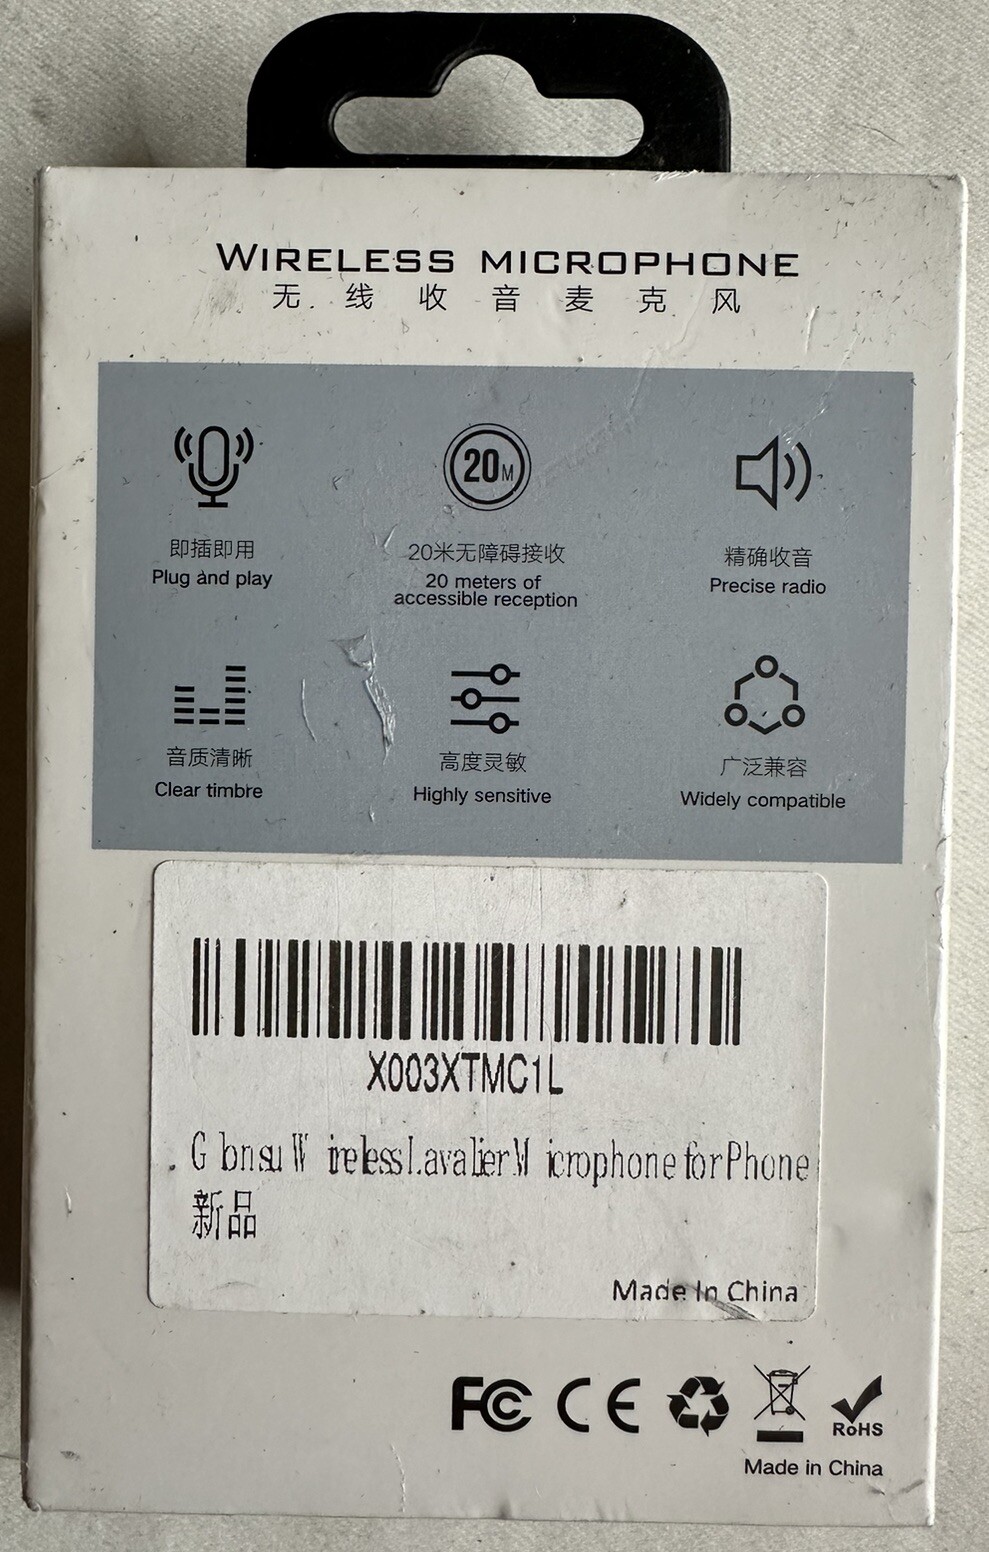 WIRELESS MICROPHONE
无线收音麦克风
20M
即插即用
Plug and play
20米无障碍接收
20 meters of
accessible reception
精确收音
Precise radio
音质清晰
Clear timbre
高度灵敏
Highly sensitive
广泛兼容
Widely compatible
X003XTMC1L
Wireless Lavalier Microphone for Phone
新品
Made In China
FC CE RoHS
Made in China